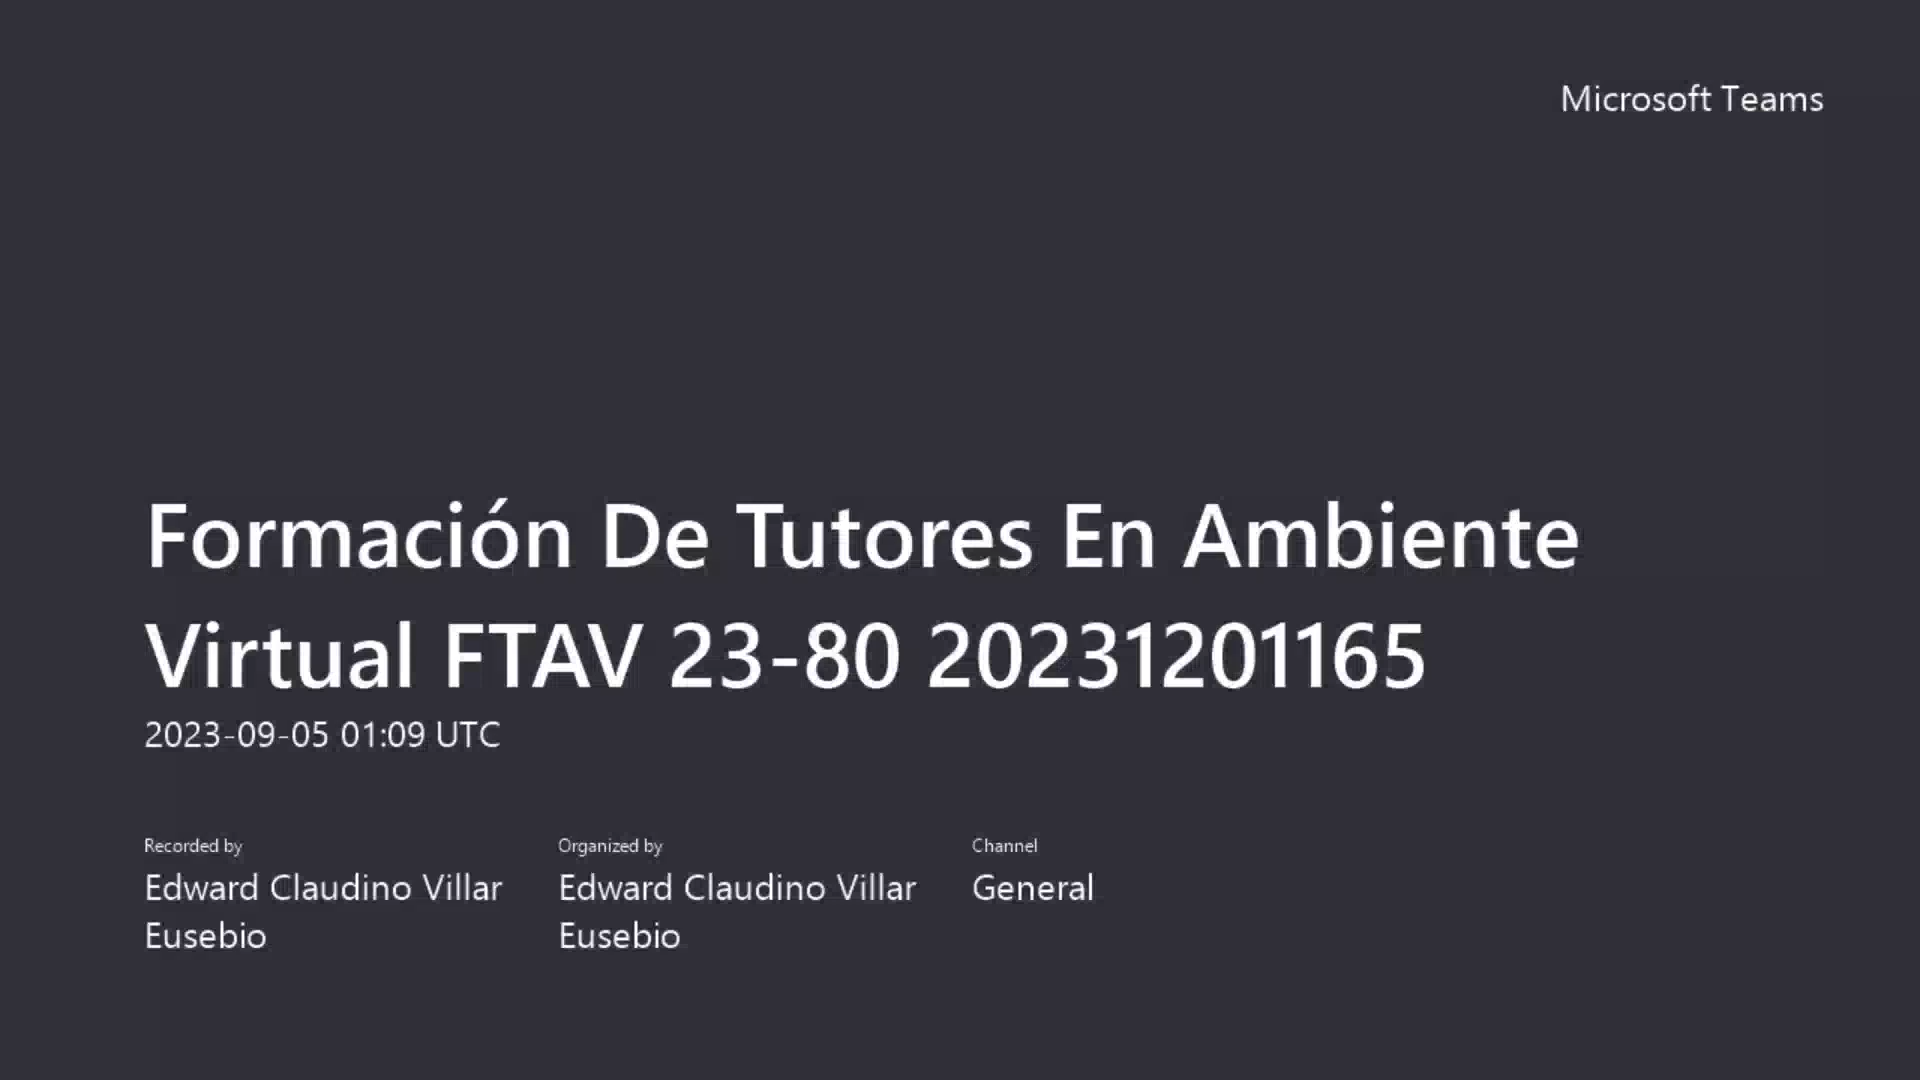 Microsoft Teams
Formación De Tutores En Ambiente
Virtual FTAV 23-80 20231201165
2023-09-05 01:09 UTC
Recorded by
Edward Claudino Villar
Eusebio
Organized by
Edward Claudino Villar
Eusebio
Channel
General